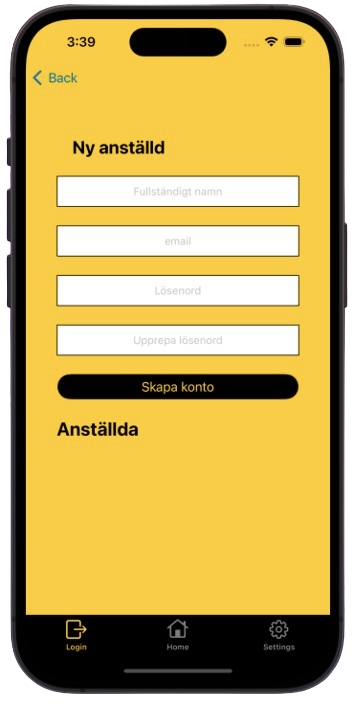 3:39
Back
Ny anställd
Fullständigt namn
email
Lösenord
Upprepa lösenord
Skapa konto
Anställda
Login
Home
Settings